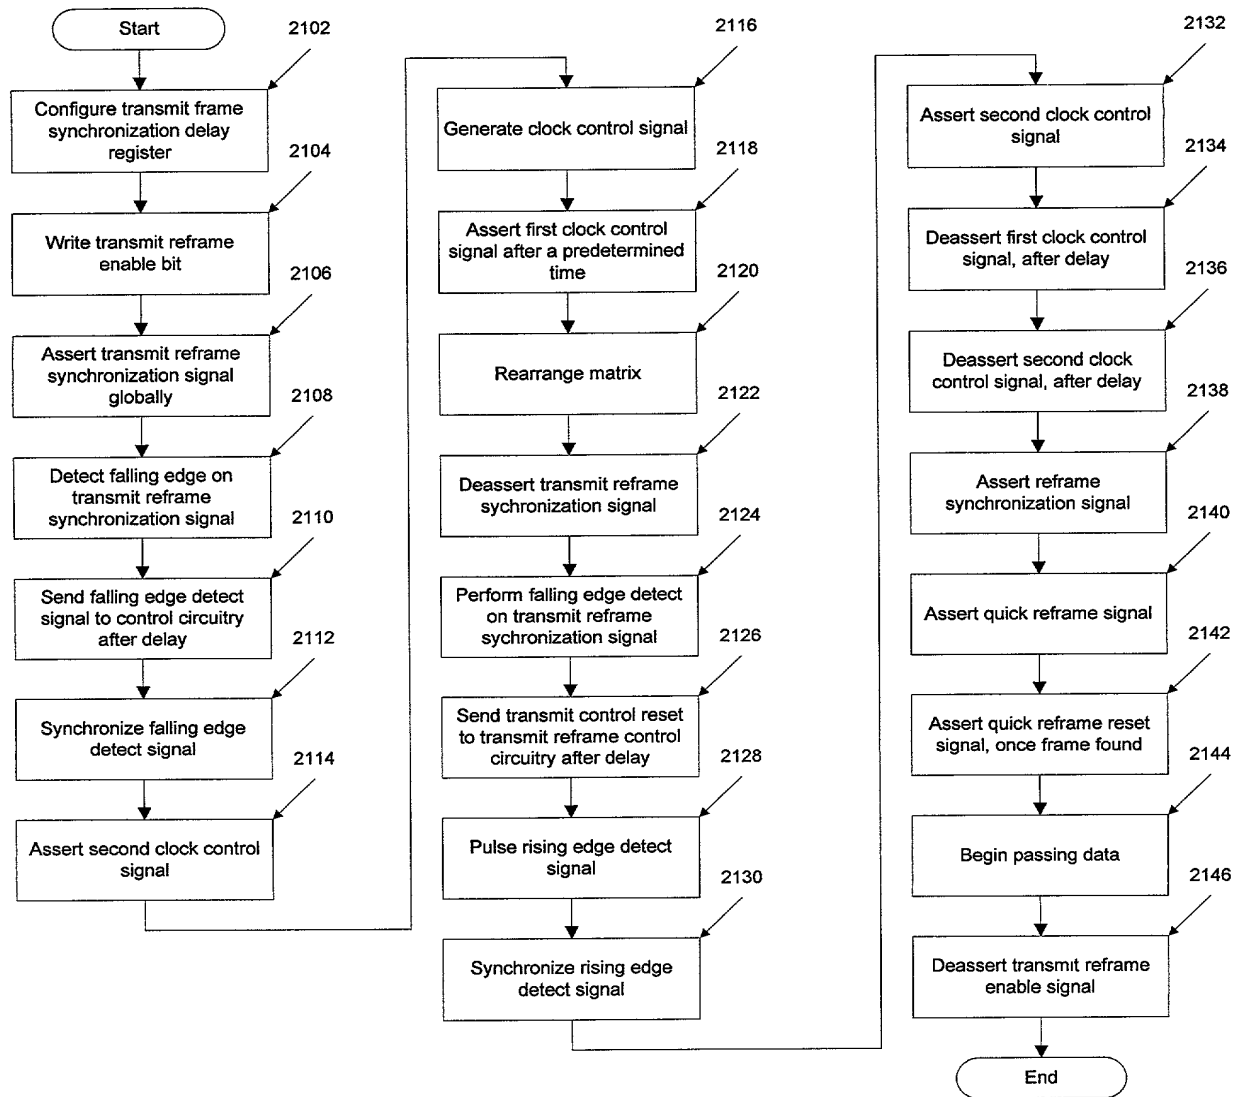 Start
2102
Configure transmit frame
synchronization delay
register
2104
Write transmit reframe
enable bit
2106
Assert transmit reframe
synchronization signal
globally
2108
Detect falling edge on
transmit reframe
synchronization signal
2110
Send falling edge detect
signal to control circuitry
after delay
2112
Synchronize falling edge
detect signal
2114
Assert second clock control
signal
2116
Generate clock control signal
2118
Assert first clock control
signal after a predetermined
time
2120
Rearrange matrix
2122
Deassert transmit reframe
sychronization signal
2124
Perform falling edge detect
on transmit reframe
sychronization signal
2126
Send transmit control reset
to transmit reframe control
circuitry after delay
2128
Pulse rising edge detect
signal
2130
Synchronize rising edge
detect signal
2132
Assert second clock control
signal
2134
Deassert first clock control
signal, after delay
2136
Deassert second clock
control signal, after delay
2138
Assert reframe
synchronization signal
2140
Assert quick reframe signal
2142
Assert quick reframe reset
signal, once frame found
2144
Begin passing data
2146
Deassert transmit reframe
enable signal
End